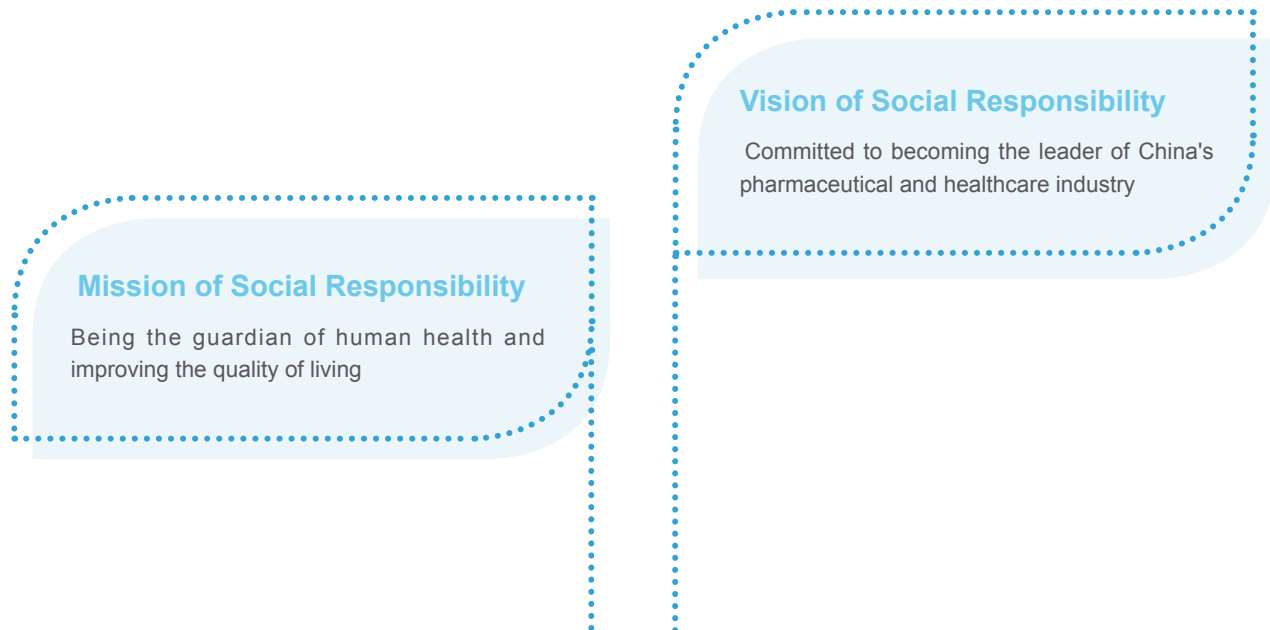 Vision of Social Responsibility
Committed to becoming the leader of China's
pharmaceutical and healthcare industry
Mission of Social Responsibility
Being the guardian of human health and
improving the quality of living